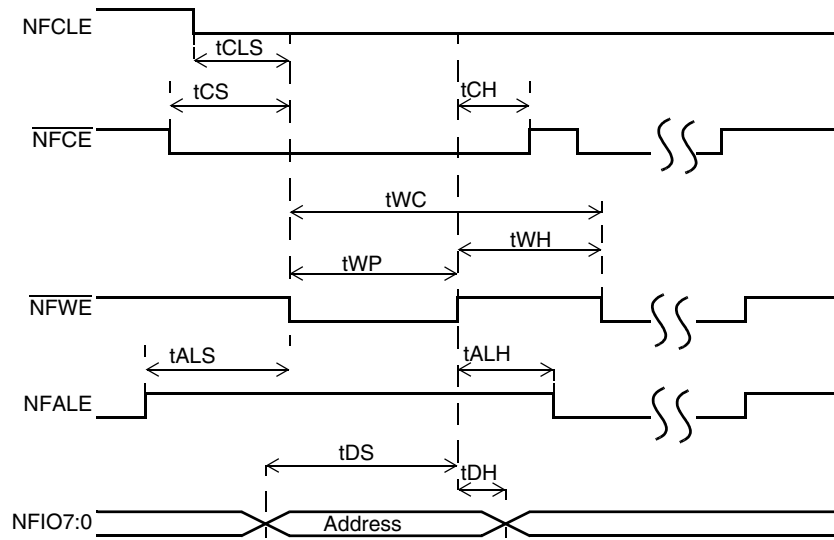 NFCLE
tCLS
tCS
tCH
NFCE
tWC
tWH
tWP
NFWE
tALS
tALH
NFALE
tDS
tDH
NFIO7:0
Address